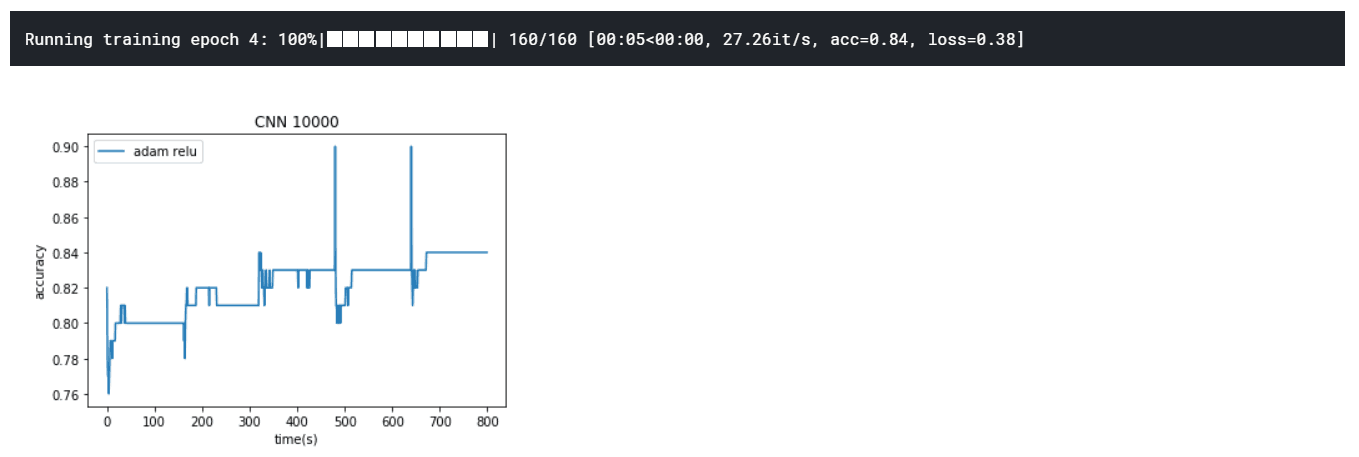 Running training epoch 4: 100%|████████████| 160/160 [00:05<00:00, 27.26it/s, acc=0.84, loss=0.38]
CNN 10000
adam relu
0.90
0.88
0.86
0.84
0.82
0.80
0.78
0.76
accuracy
0 100 200 300 400 500 600 700 800
time(s)